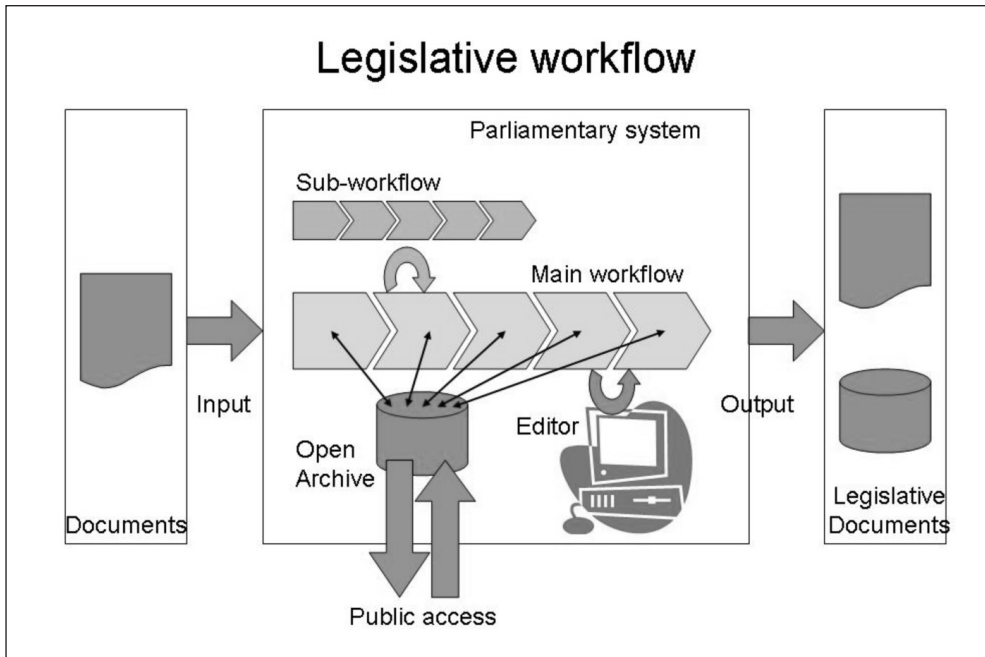 Legislative workflow
Parliamentary system
Sub-workflow
Main workflow
Input
Output
Editor
Open
Archive
Documents
Legislative
Documents
Public access